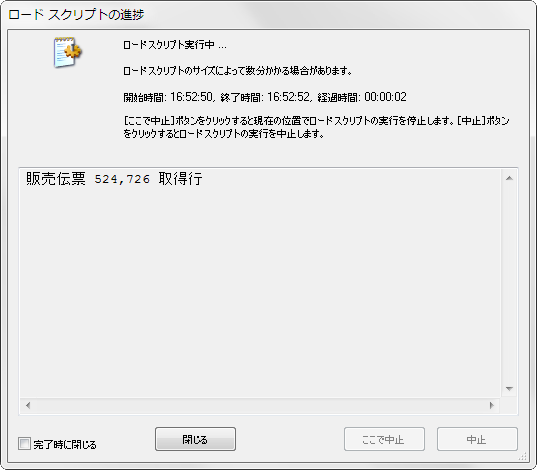 ロード スクリプトの進捗
ロードスクリプト実行中 ...
ロードスクリプトのサイズによって数分かかる場合があります。
開始時間: 16:52:50, 終了時間: 16:52:52, 経過時間: 00:00:02
[ここで中止]ボタンをクリックすると現在の位置でロードスクリプトの実行を停止します。[中止]ボタン
をクリックするとロードスクリプトの実行を中止します。
販売伝票 524,726 取得行
完了時に閉じる
閉じる
ここで中止
中止